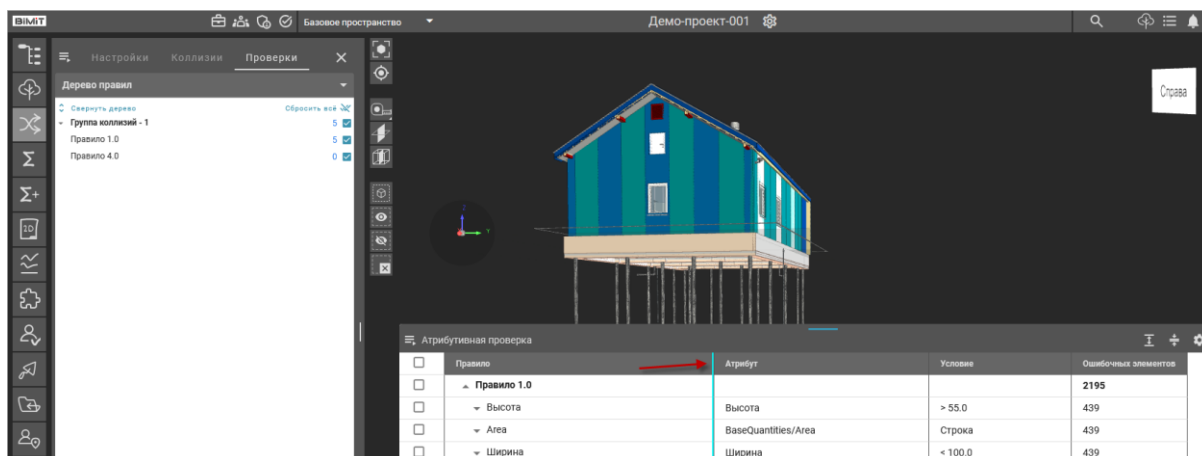 BIMIT
Базовое пространство
Демо-проект-001
Настройки Коллизии Проверки
Дерево правил
Свернуть дерево Сбросить всё
Группа коллизий - 1 5
Правило 1.0 5
Правило 4.0 0
Справа
2D
Y
Атрибутивная проверка
Правило Атрибут Условие Ошибочных элементов
Правило 1.0 2195
Высота Высота > 55.0 439
Area BaseQuantities/Area Строка 439
Ширина Ширина < 100.0 439